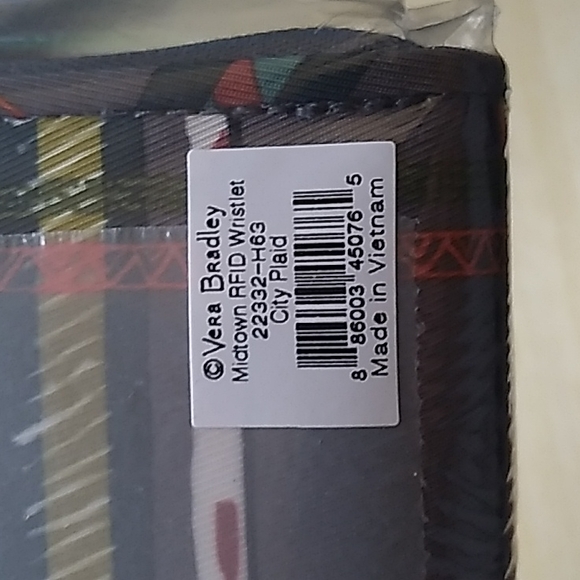 ©Vera Bradley
Midtown RFID Wristlet
22332-H63
City Plaid
8 86003 45076 5
Made in Vietnam